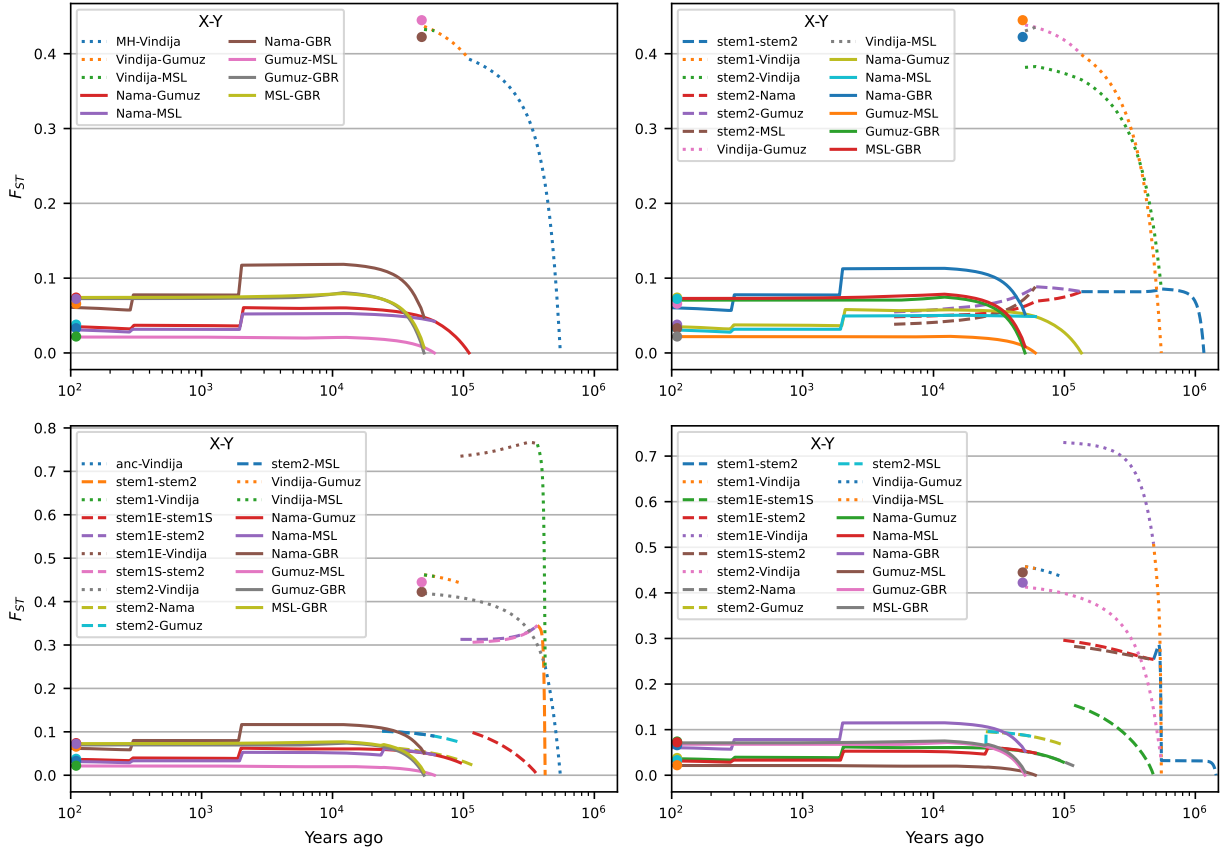 X-Y
MH-Vindija
Vindija-Gumuz
Vindija-MSL
Nama-Gumuz
Nama-MSL
Nama-GBR
Gumuz-MSL
Gumuz-GBR
MSL-GBR
F_ST
0.4
0.3
0.2
0.1
0.0
10^2
10^3
10^4
10^5
10^6
X-Y
stem1-stem2
stem1-Vindija
stem2-Vindija
stem2-Nama
stem2-Gumuz
stem2-MSL
Vindija-Gumuz
Vindija-MSL
Nama-Gumuz
Nama-MSL
Nama-GBR
Gumuz-MSL
Gumuz-GBR
MSL-GBR
0.4
0.3
0.2
0.1
0.0
10^2
10^3
10^4
10^5
10^6
X-Y
anc-Vindija
stem1-stem2
stem1-Vindija
stem1E-stem1S
stem1E-stem2
stem1E-Vindija
stem1S-stem2
stem2-Vindija
stem2-Nama
stem2-Gumuz
stem2-MSL
Vindija-Gumuz
Vindija-MSL
Nama-Gumuz
Nama-MSL
Nama-GBR
Gumuz-MSL
Gumuz-GBR
MSL-GBR
F_ST
0.8
0.7
0.6
0.5
0.4
0.3
0.2
0.1
0.0
10^2
10^3
10^4
10^5
10^6
Years ago
X-Y
stem1-stem2
stem1-Vindija
stem1E-stem1S
stem1E-stem2
stem1E-Vindija
stem1S-stem2
stem2-Vindija
stem2-Nama
stem2-Gumuz
stem2-MSL
Vindija-Gumuz
Vindija-MSL
Nama-Gumuz
Nama-MSL
Nama-GBR
Gumuz-MSL
Gumuz-GBR
MSL-GBR
0.7
0.6
0.5
0.4
0.3
0.2
0.1
0.0
10^2
10^3
10^4
10^5
10^6
Years ago